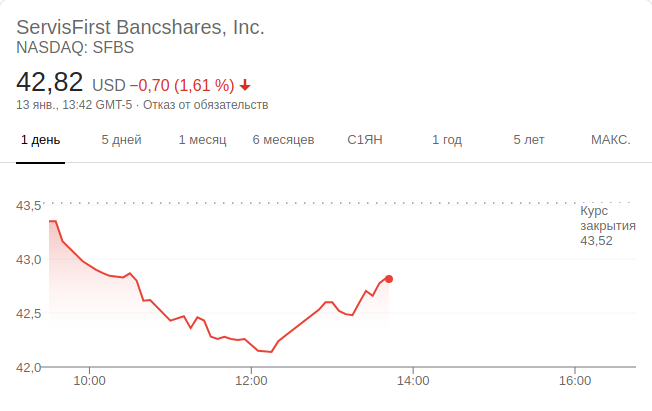 ServisFirst Bancshares, Inc.
NASDAQ: SFBS
42,82 USD −0,70 (1,61 %)
13 янв., 13:42 GMT-5 · Отказ от обязательств
1 день 5 дней 1 месяц 6 месяцев С1ЯН 1 год 5 лет МАКС.
43,5
Курс
закрытия
43,52
43,0
42,5
42,0
10:00 12:00 14:00 16:00